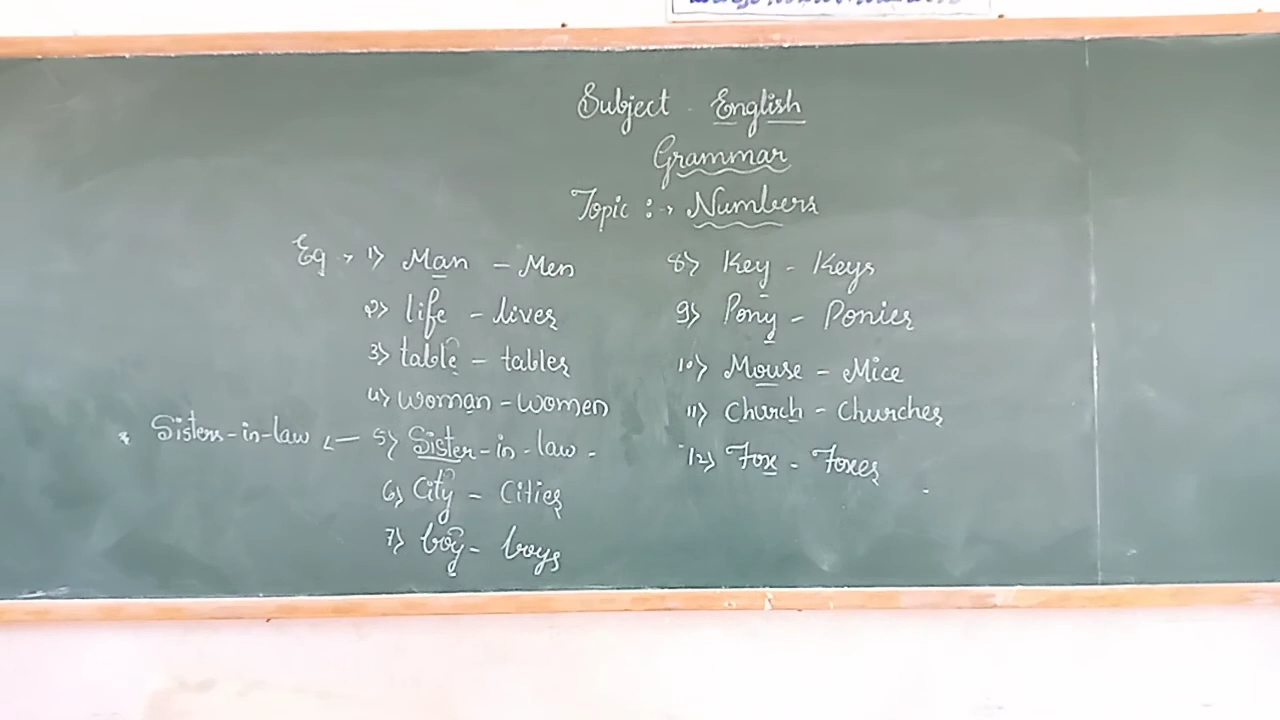 Subject - English
Grammar
Topic :→ Numbers
Eg → 1) Man - Men
2) life - lives
3) table - tables
4) woman - women
* Sisters-in-law ← 5) Sister-in-law -
6) City - Cities
7) boy - boys
8) Key - Keys
9) Pony - Ponies
10) Mouse - Mice
11) Church - Churches
12) Fox - Foxes